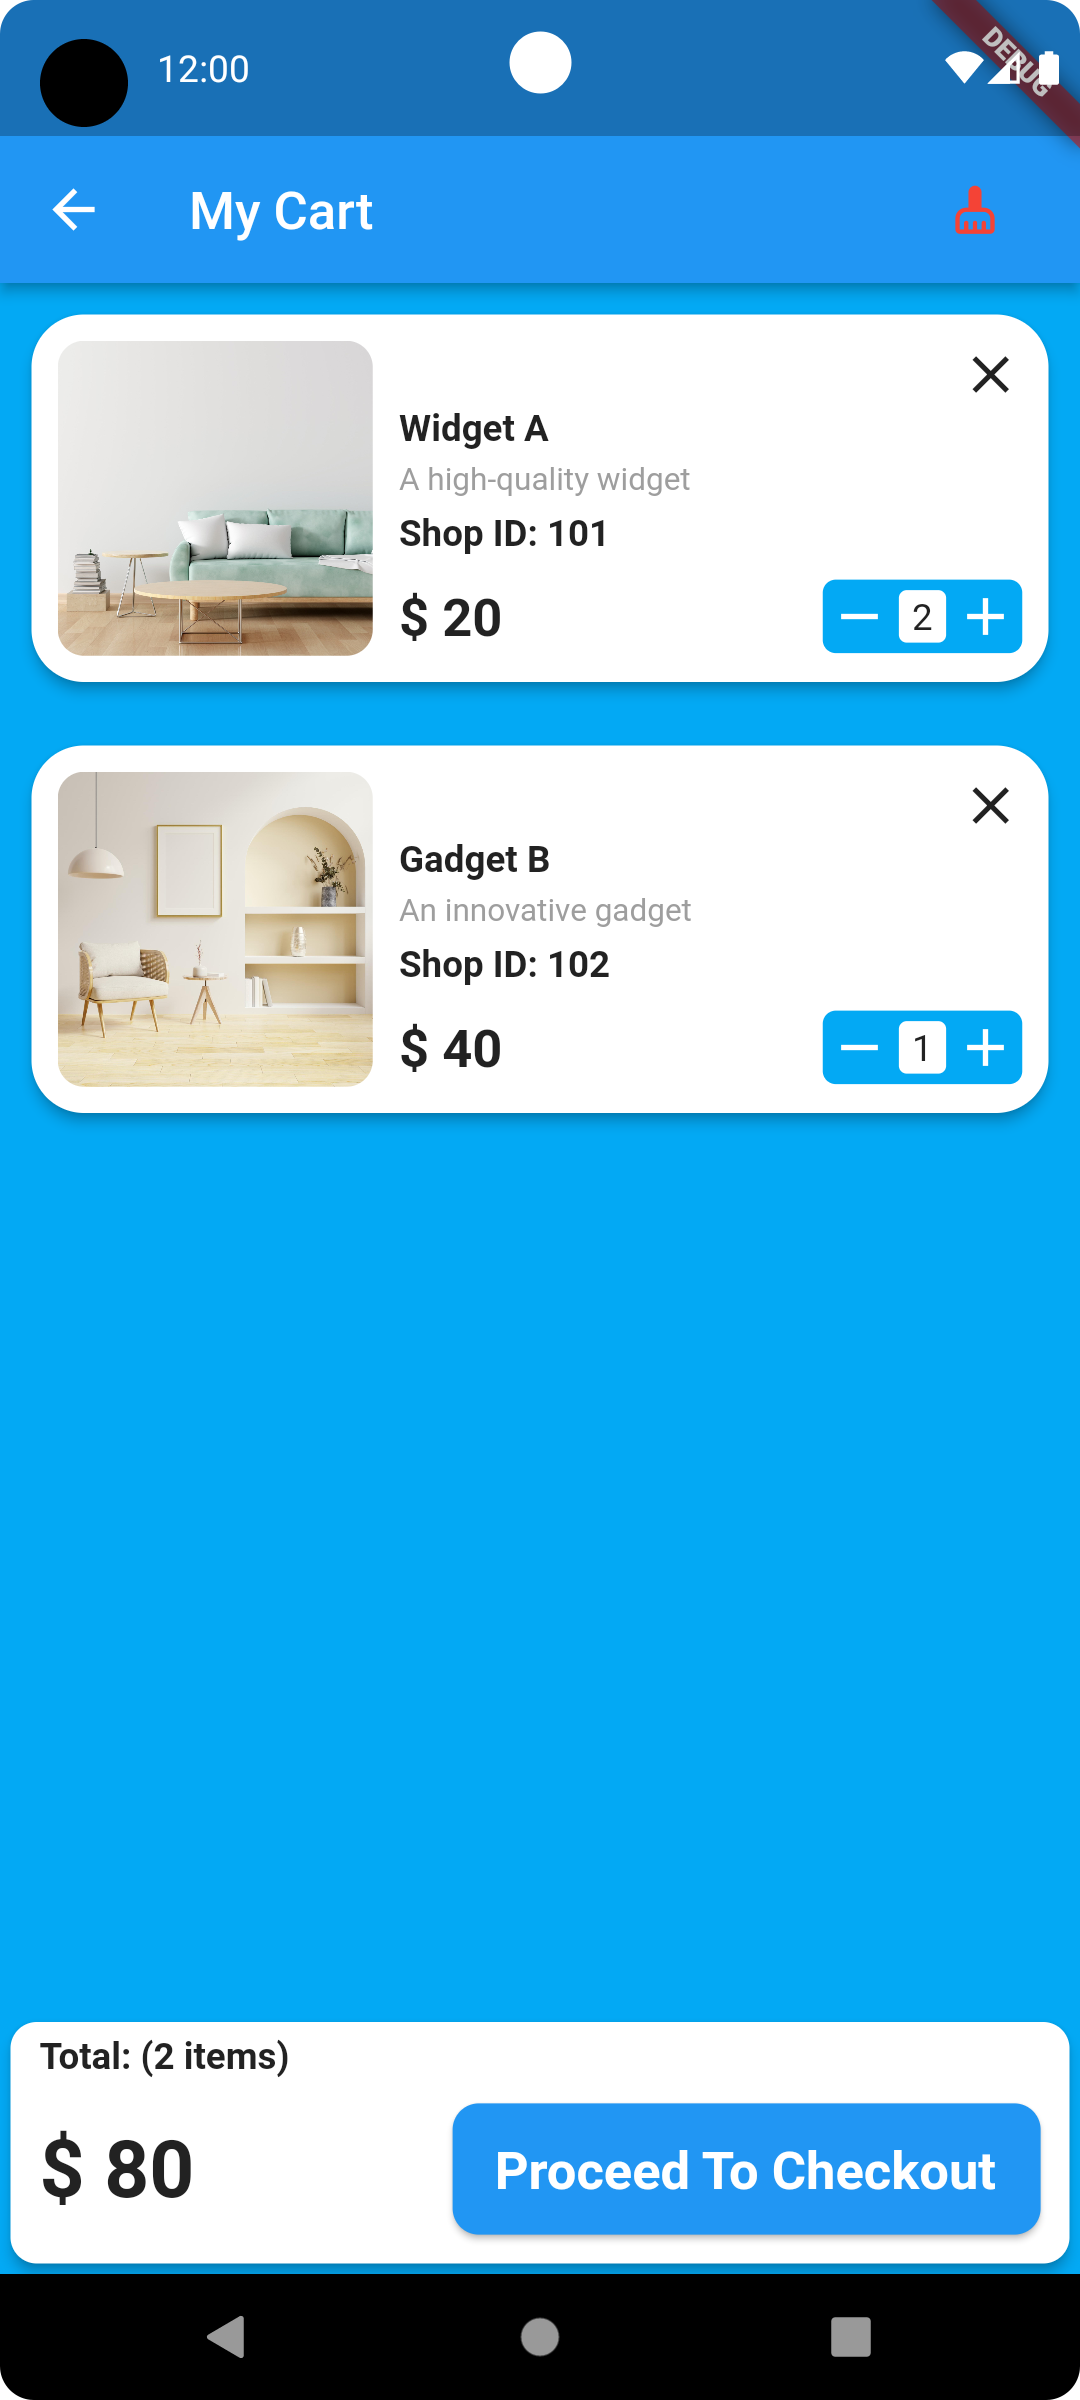 12:00
DEBUG
My Cart
Widget A
A high-quality widget
Shop ID: 101
$ 20
2
Gadget B
An innovative gadget
Shop ID: 102
$ 40
1
Total: (2 items)
$ 80
Proceed To Checkout